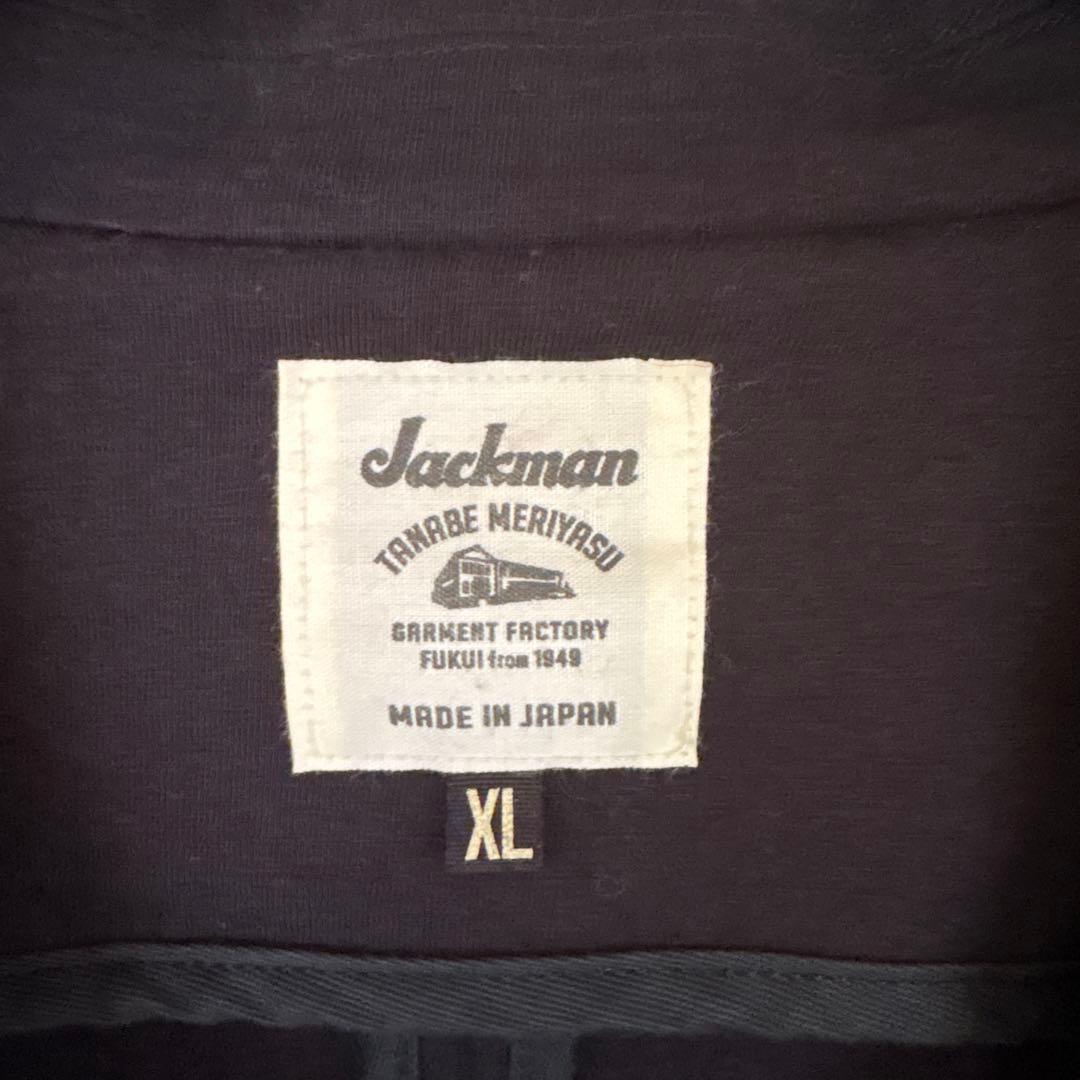 Jackman
TANABE MERIYASU
GARMENT FACTORY
FUKUI from 1949
MADE IN JAPAN
XL